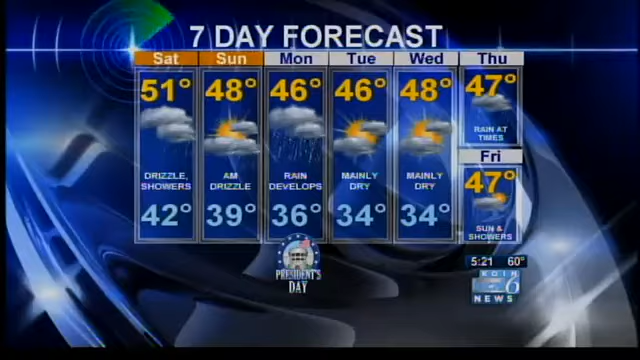 7 DAY FORECAST
Sat
51°
DRIZZLE,
SHOWERS
42°
Sun
48°
AM
DRIZZLE
39°
Mon
46°
RAIN
DEVELOPS
36°
PRESIDENT'S
DAY
Tue
46°
MAINLY
DRY
34°
Wed
48°
MAINLY
DRY
34°
Thu
47°
RAIN AT
TIMES
Fri
47°
SUN &
SHOWERS
5:21 60°
KOIN
6
NEWS